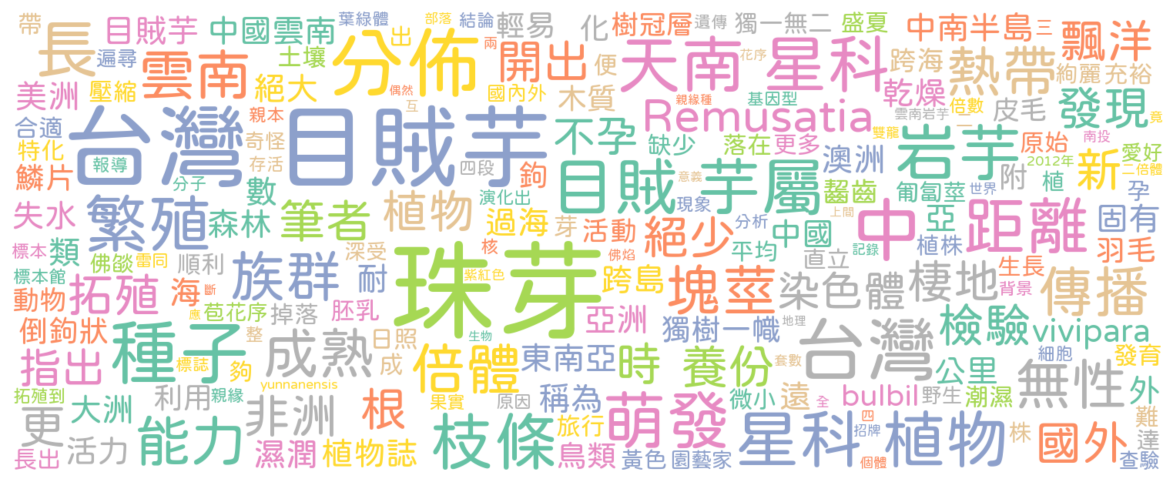 帶 長 目賊芋 中國雲南 葉綠體 部落 結論 輕易 化 樹冠層 遺傳 獨一無二 盛夏 中南半島 三 飄洋
遍尋 雲南 土壤 出 分佈 兩 開出 天南 星科 花序 跨海 熱帶 絢麗 充裕
美洲 壓縮 絕大 偶然 互 國內外 木質 便 Remusatia 親緣種 基因型 乾燥 倍數 皮毛 雲南岩芋 一 發現 竟
合適 台灣 親本 奇怪 目賊芋 不孕 缺少 落在 更多 澳洲 雙龍 岩芋 原始 南投 2012年 愛好
特化 報導 存活 四段 鉤 目賊 芋屬 意義 齧齒 葡匐莖 附 植 新 二倍體
鱗片 分子 數 演化出 現象 世界 孕
失水 繁殖 森林 筆者 植物 過海 芽 活動 絕少 上閤 分析 中國 亞 中 距離 固有
類 標本 佛燄 雷同 順利 族群 深受 耐 核 佛焰 平均 記錄 植株 羽毛
標本館 紫紅色 珠芽 跨島 塊莖 直立 染色體 棲地 生長 背景 傳播
動物 拓殖 海 斷 苞花序 掉落 胚乳 亞洲 獨樹一幟 地理 檢驗 vivipara
倒鉤狀 應 整 日照 生物 台灣
指出 種子 標誌 成熟 夠 成 倍體 東南亞 時 養份 套數 公里 細胞 發育
拓殖到 親緣 yunnanensis 果實 原因 稱為 微小 遠 bulbil 野生 潮濕 無性 外
更 大洲 利用 非洲 根 枝條 萌發 旅行 全 四 株 難
長出 活力 能力 濕潤 植物誌 鳥類 黃色 園藝家 星科 招牌 個體 植物 國外 達 查驗